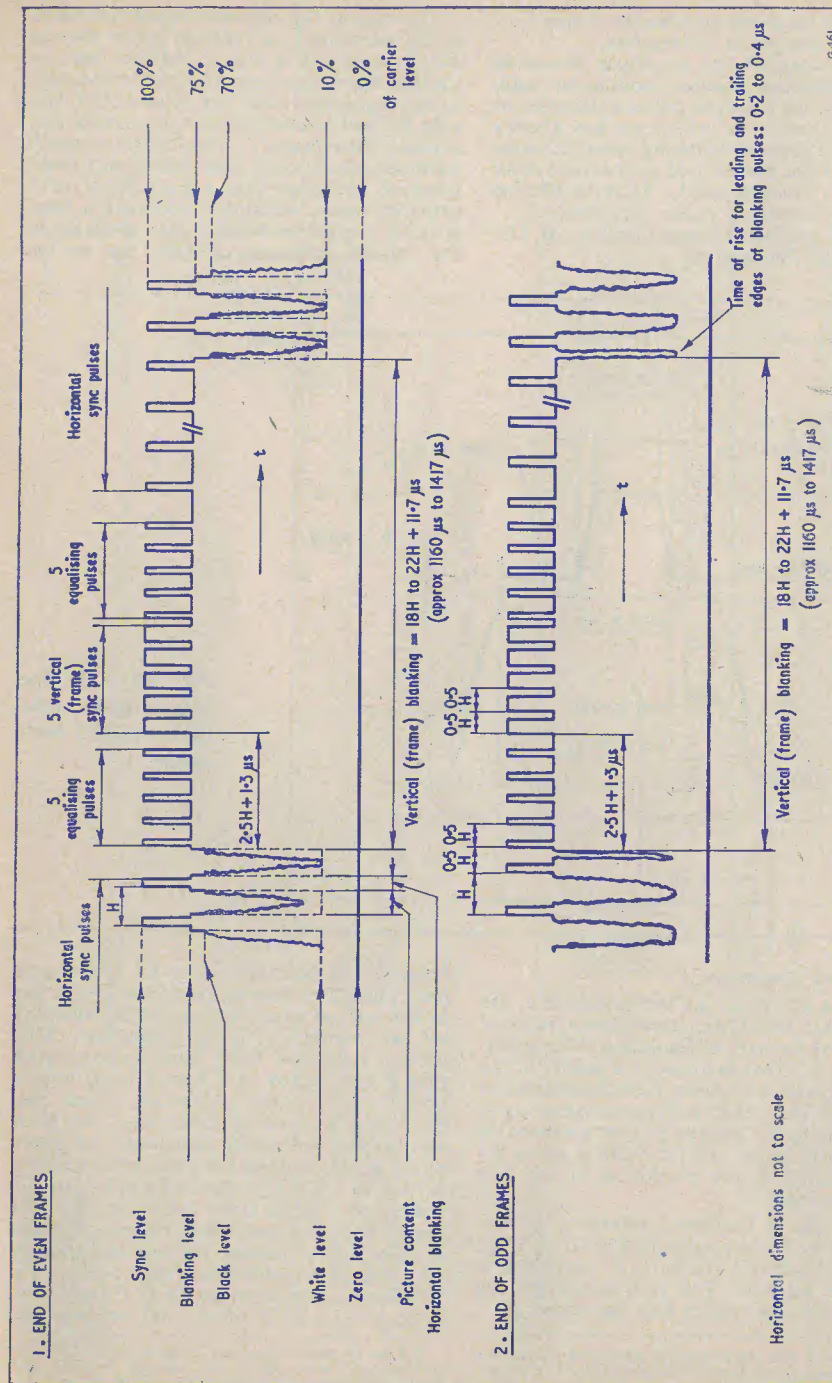 1. END OF EVEN FRAMES
Horizontal
sync pulses
5
equalising
pulses
5 vertical
(frame)
sync pulses
5
equalising
pulses
Horizontal
sync pulses
H
Sync level
100%
Blanking level
75%
Black level
70%
t
2·5H + 1·3 µs
White level
10%
Zero level
0%
of carrier
level
Picture content
Horizontal blanking
Vertical (frame) blanking = 18H to 22H + 11·7 µs
(approx 1160 µs to 1417 µs)
2. END OF ODD FRAMES
H
0·5 0·5
H H
0·5 0·5
H H
t
2·5H + 1·3 µs
Time of rise for leading and trailing
edges of blanking pulses: 0·2 to 0·4 µs
Vertical (frame) blanking = 18H to 22H + 11·7 µs
(approx 1160 µs to 1417 µs)
Horizontal dimensions not to scale